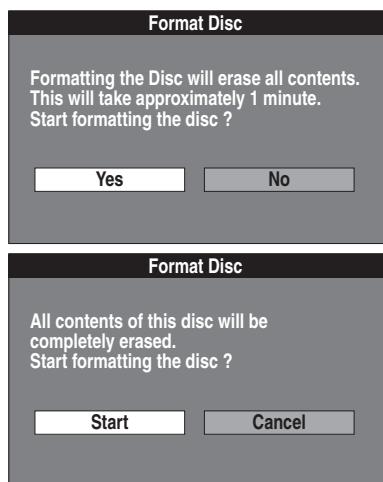 Format Disc
Formatting the Disc will erase all contents.
This will take approximately 1 minute.
Start formatting the disc ?
Yes No
Format Disc
All contents of this disc will be
completely erased.
Start formatting the disc ?
Start Cancel